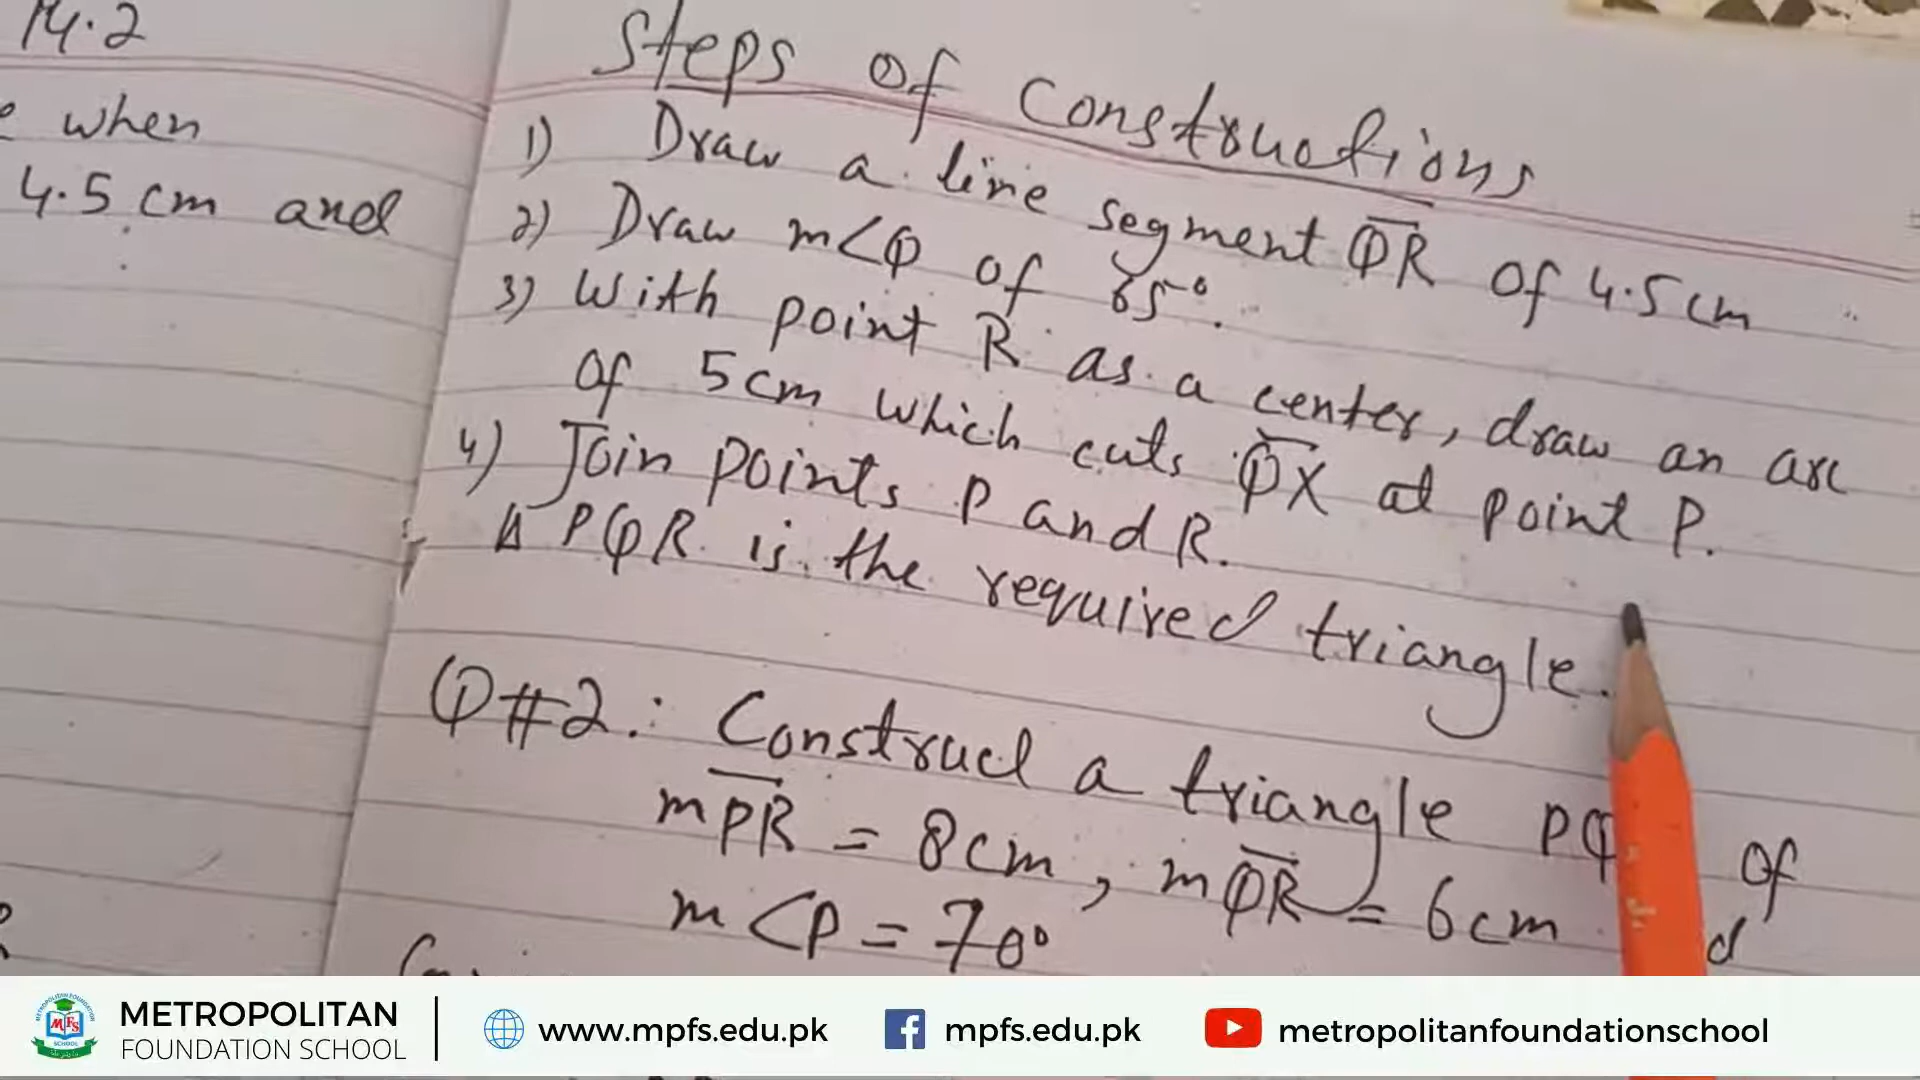 14.2
when
4.5 cm and
Steps of Constructions
1) Draw a line segment QR of 4.5cm
2) Draw m<Q of 65°.
3) With point R as a center, draw an arc
of 5cm which cuts QX at point P.
4) Join points P and R.
Δ PQR is the required triangle.
Q#2: Construct a triangle PQ of
mPR = 8cm, mQR = 6cm d
m<P = 70°
METROPOLITAN
FOUNDATION SCHOOL
MFS
SCHOOL
www.mpfs.edu.pk
mpfs.edu.pk
metropolitanfoundationschool